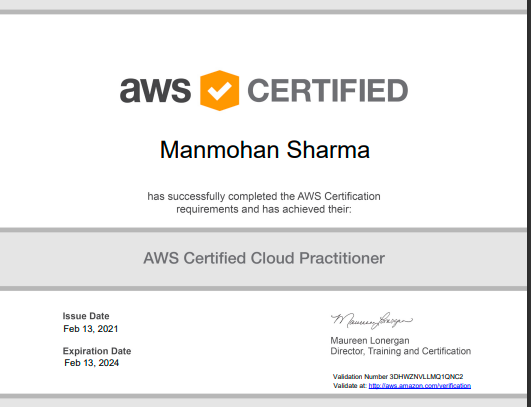 aws CERTIFIED
Manmohan Sharma
has successfully completed the AWS Certification
requirements and has achieved their:
AWS Certified Cloud Practitioner
Issue Date
Feb 13, 2021
Expiration Date
Feb 13, 2024
Maureen Lonergan
Maureen Lonergan
Director, Training and Certification
Validation Number 3DHWZNVLLMQ1QNC2
Validate at: http://aws.amazon.com/verification